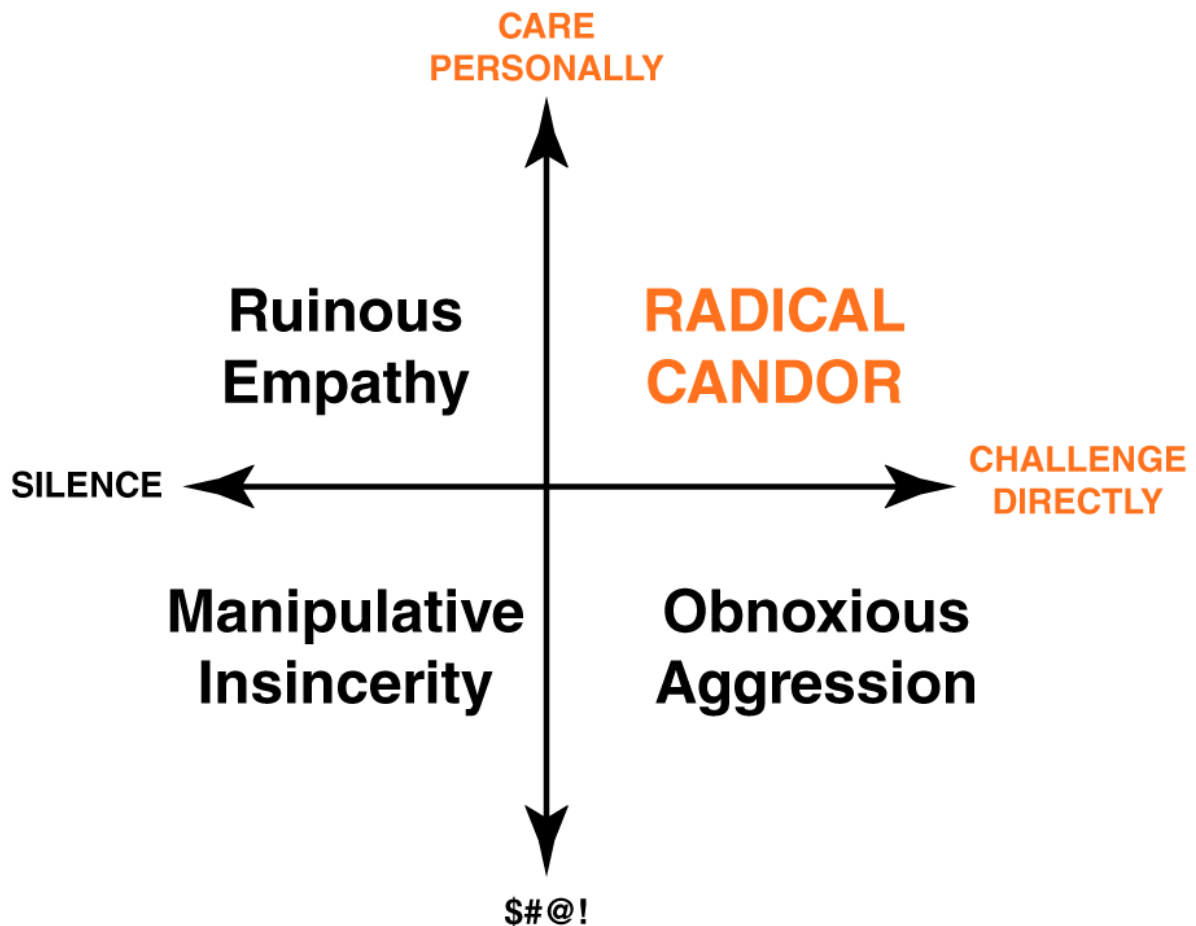 CARE
PERSONALLY
Ruinous
Empathy
RADICAL
CANDOR
SILENCE
CHALLENGE
DIRECTLY
Manipulative
Insincerity
Obnoxious
Aggression
$#@!